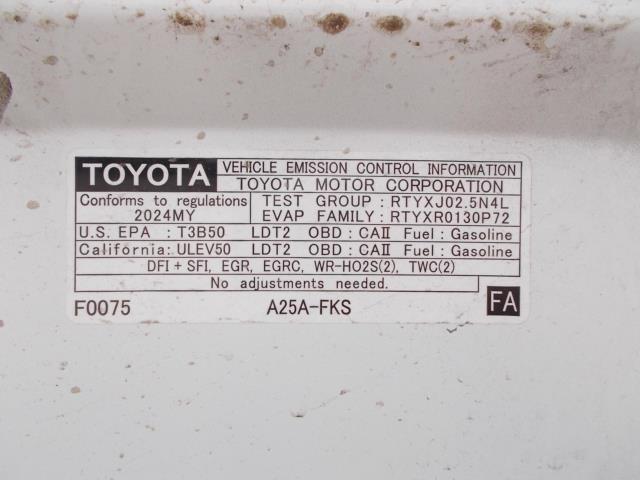 TOYOTA VEHICLE EMISSION CONTROL INFORMATION
TOYOTA MOTOR CORPORATION
Conforms to regulations TEST GROUP : RTYXJ02.5N4L
2024MY EVAP FAMILY : RTYXR0130P72
U.S. EPA : T3B50 LDT2 OBD : CAII Fuel : Gasoline
California: ULEV50 LDT2 OBD : CAII Fuel : Gasoline
DFI + SFI, EGR, EGRC, WR-HO2S(2), TWC(2)
No adjustments needed.
F0075 A25A-FKS FA